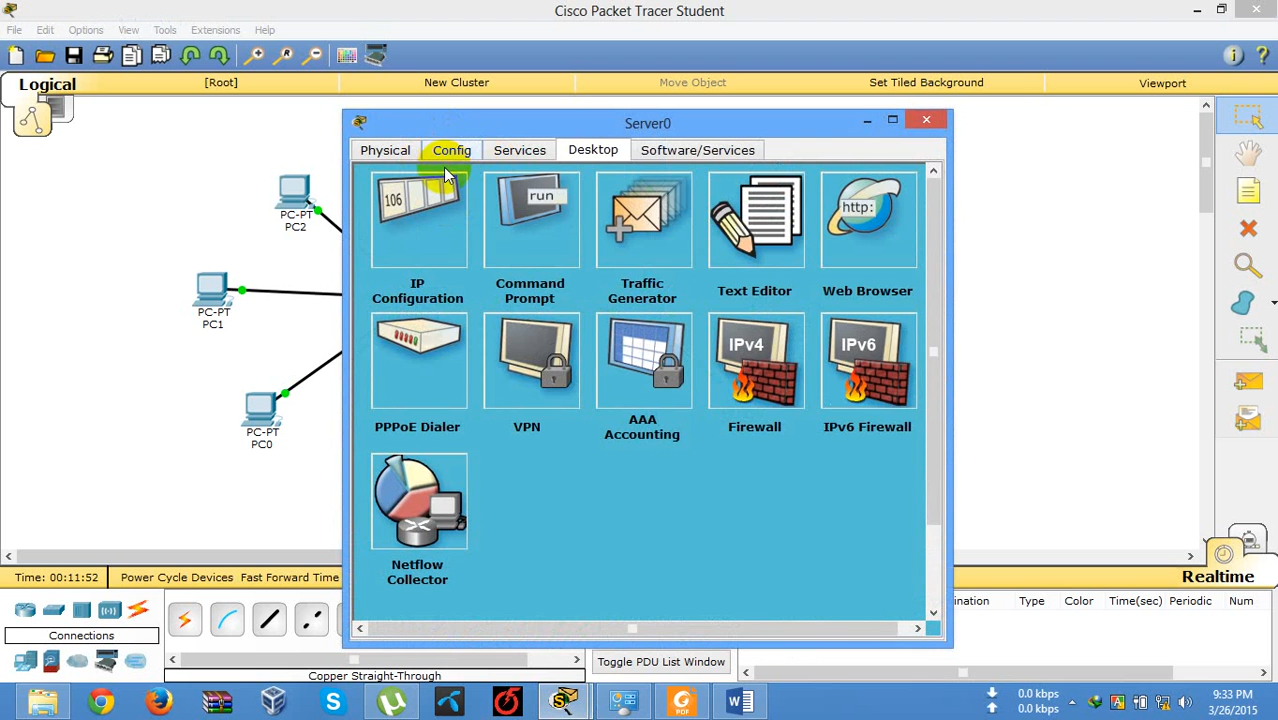 Cisco Packet Tracer Student
File Edit Options View Tools Extensions Help
Logical [Root] New Cluster Move Object Set Tiled Background Viewport
Server0
Physical Config Services Desktop Software/Services
106
run
http:
IP Configuration
Command Prompt
Traffic Generator
Text Editor
Web Browser
IPv4
IPv6
PPPoE Dialer
VPN
AAA Accounting
Firewall
IPv6 Firewall
Netflow Collector
PC-PT
PC2
PC-PT
PC1
PC-PT
PC0
Time: 00:11:52 Power Cycle Devices Fast Forward Time
Realtime
Connections
Copper Straight-Through
Toggle PDU List Window
ination Type Color Time(sec) Periodic Num
PDF
0.0 kbps
0.0 kbps
9:33 PM
3/26/2015